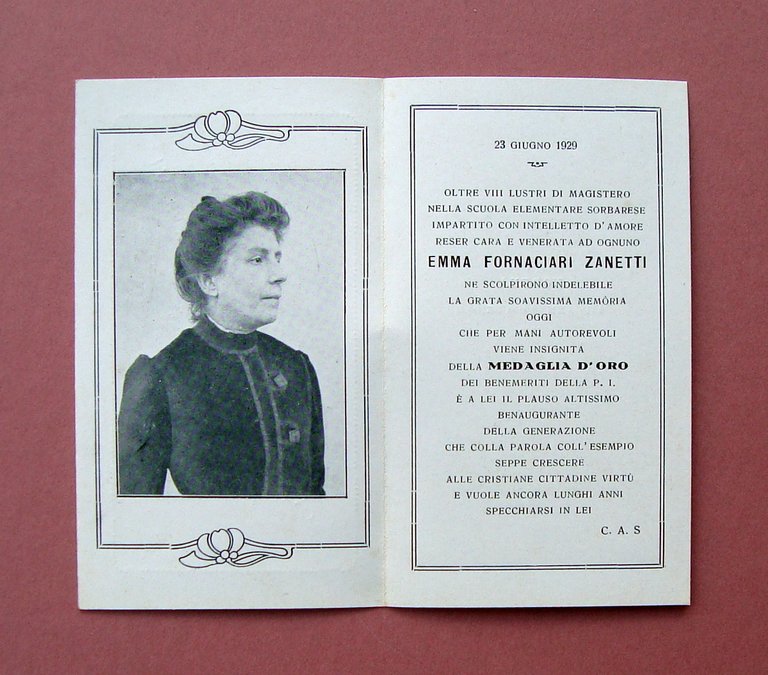 23 GIUGNO 1929
OLTRE VIII LUSTRI DI MAGISTERO
NELLA SCUOLA ELEMENTARE SORBARESE
IMPARTITO CON INTELLETTO D'AMORE
RESER CARA E VENERATA AD OGNUNO
EMMA FORNACIARI ZANETTI
NE SCOLPIRONO INDELEBILE
LA GRATA SOAVISSIMA MEMORIA
OGGI
CHE PER MANI AUTOREVOLI
VIENE INSIGNITA
DELLA MEDAGLIA D'ORO
DEI BENEMERITI DELLA P. I.
È A LEI IL PLAUSO ALTISSIMO
BENAUGURANTE
DELLA GENERAZIONE
CHE COLLA PAROLA COLL'ESEMPIO
SEPPE CRESCERE
ALLE CRISTIANE CITTADINE VIRTÙ
E VUOLE ANCORA LUNGHI ANNI
SPECCHIARSI IN LEI
C. A. S